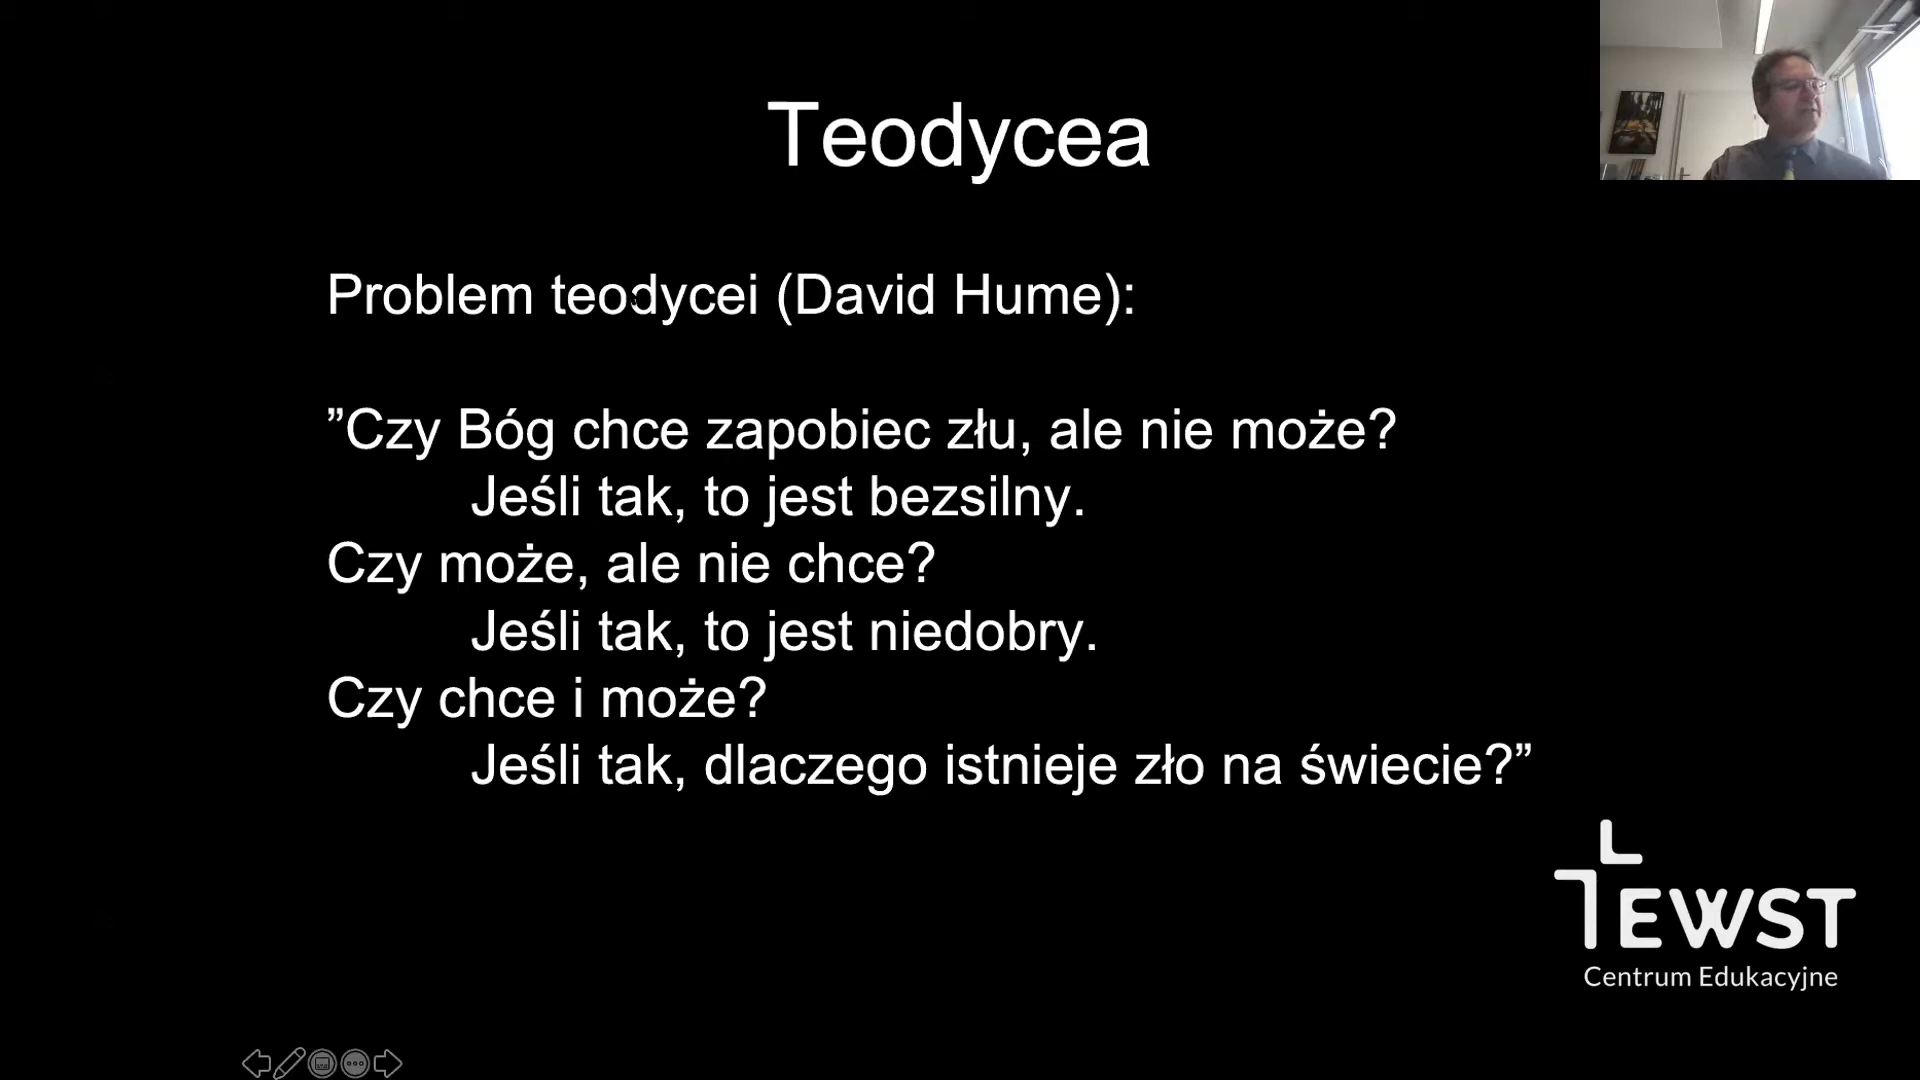 Teodycea
Problem teodycei (David Hume):
”Czy Bóg chce zapobiec złu, ale nie może?
Jeśli tak, to jest bezsilny.
Czy może, ale nie chce?
Jeśli tak, to jest niedobry.
Czy chce i może?
Jeśli tak, dlaczego istnieje zło na świecie?”
EWST
Centrum Edukacyjne